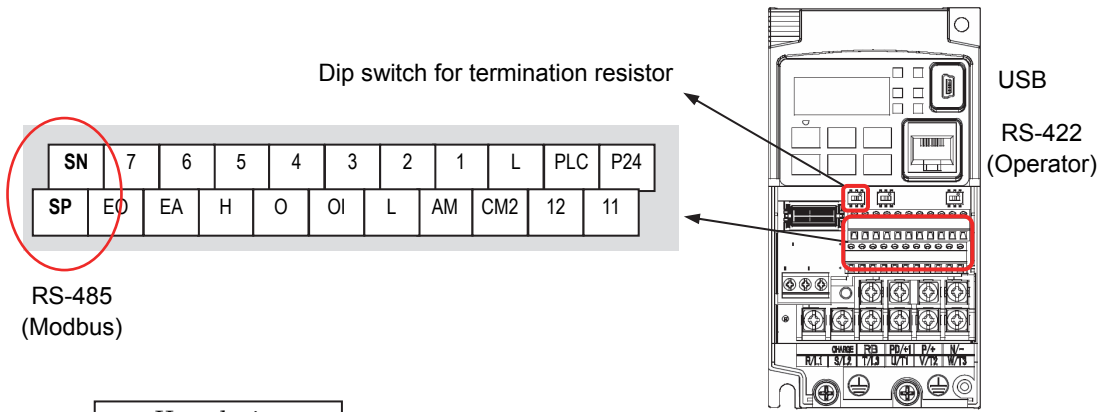 Dip switch for termination resistor
USB
RS-422
(Operator)
SN 7 6 5 4 3 2 1 L PLC P24
SP EO EA H O OI L AM CM2 12 11
RS-485
(Modbus)
CHARGE RB PD/+1 P/+ N/-
R/L1 S/L2 T/L3 U/T1 V/T2 W/T3